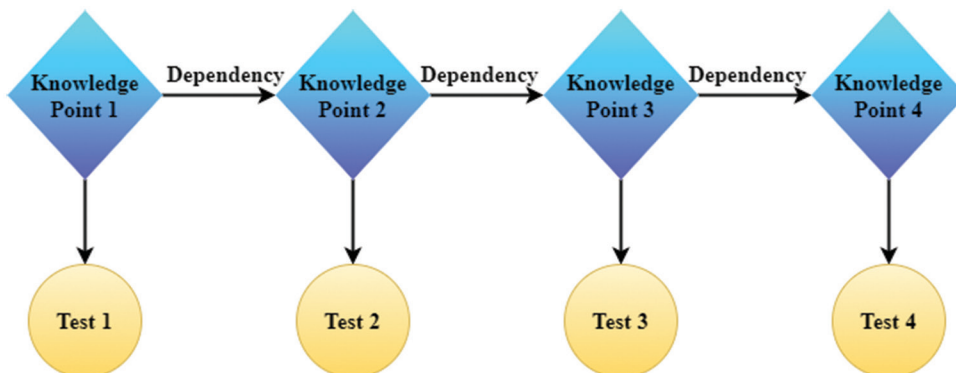 Dependency
Dependency
Dependency
Knowledge
Point 1
Knowledge
Point 2
Knowledge
Point 3
Knowledge
Point 4
Test 1
Test 2
Test 3
Test 4